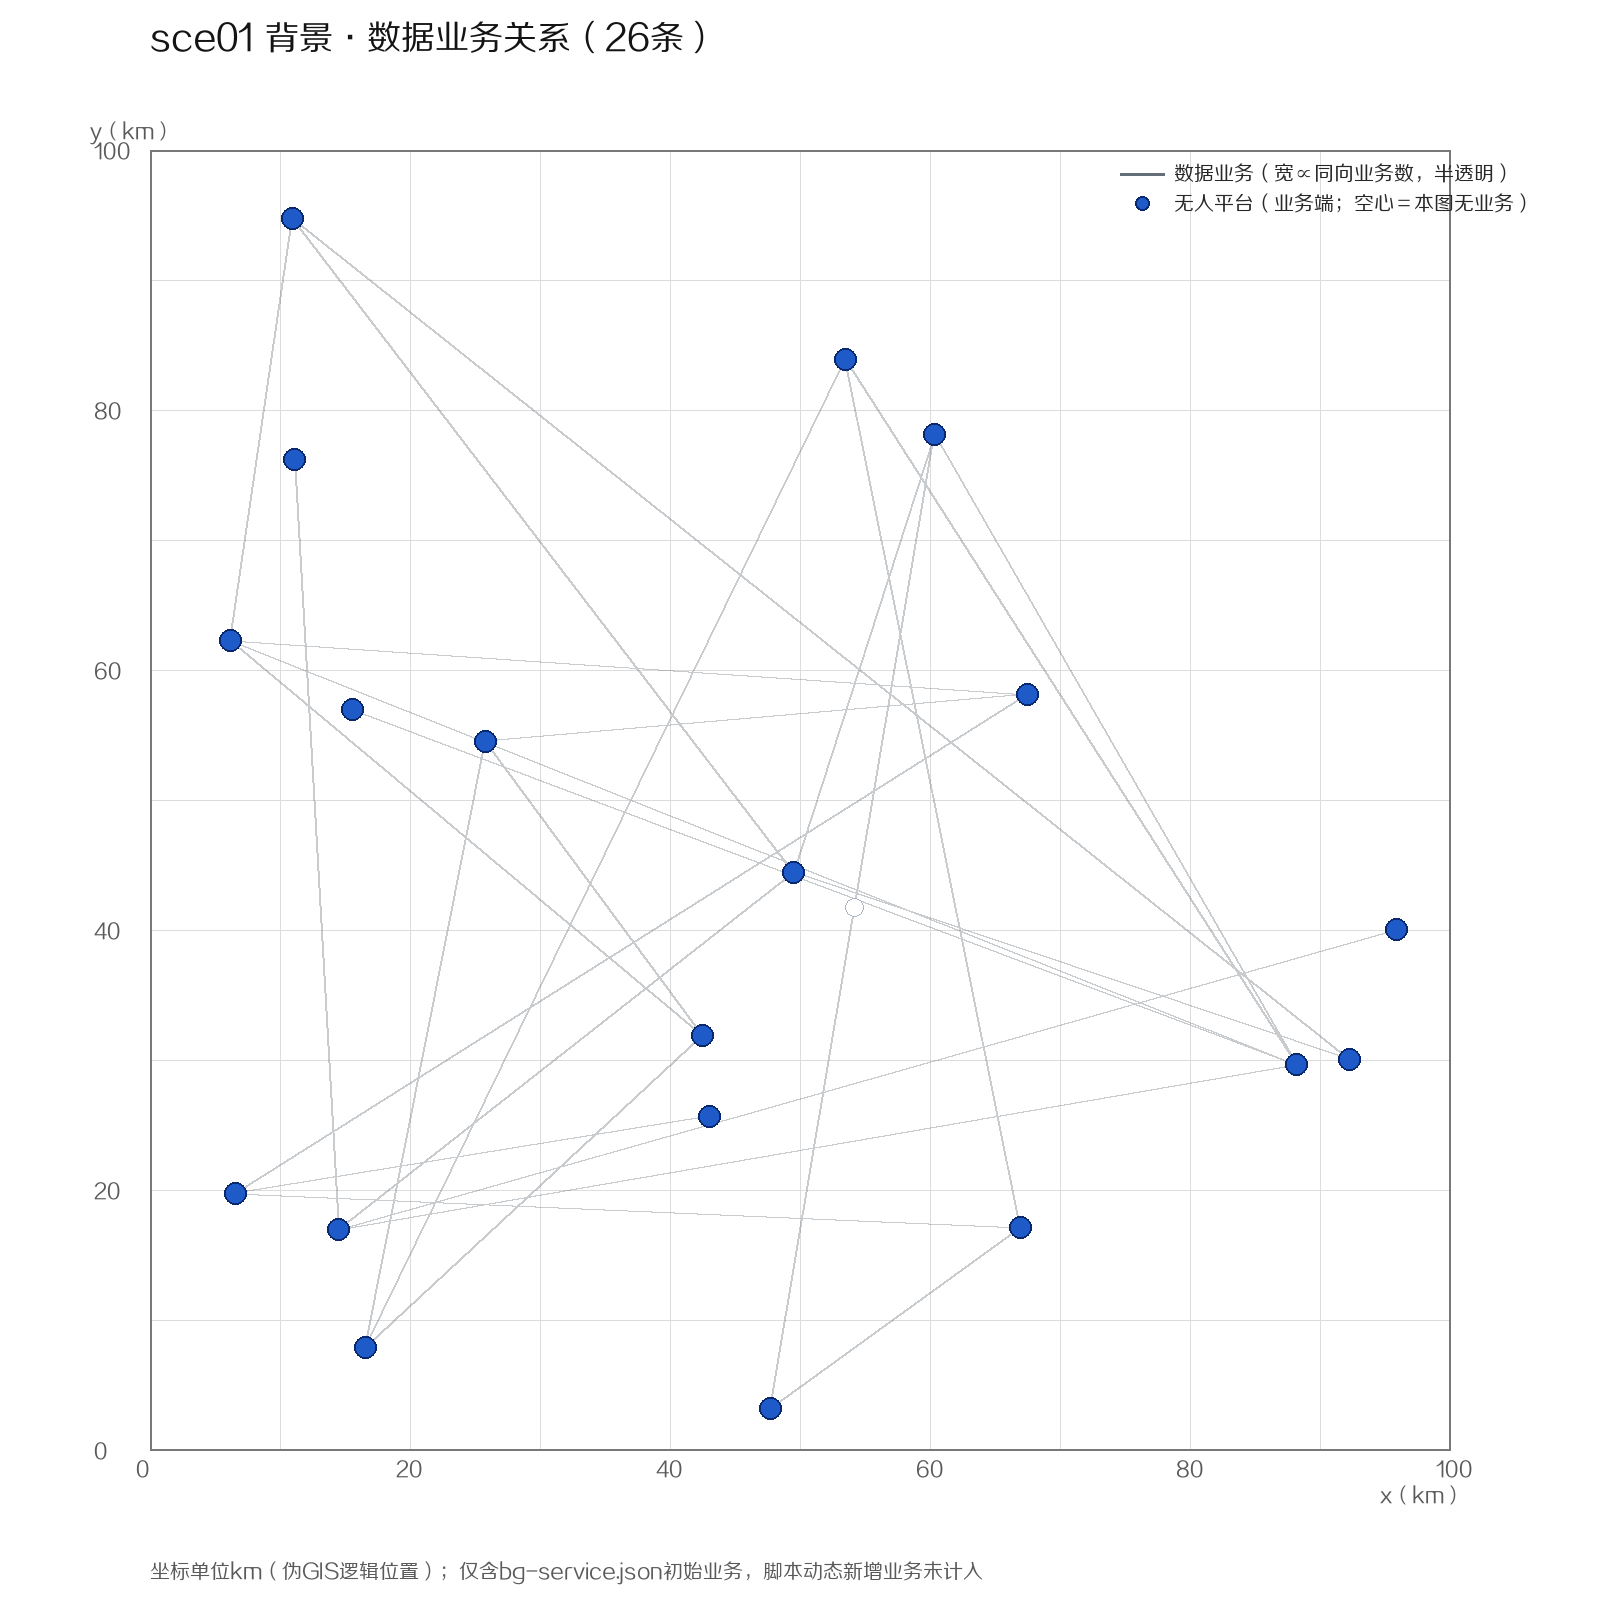 sce01 背景 · 数据业务关系（26条）
y（km）
100
80
60
40
20
0
数据业务（宽∝同向业务数，半透明）
无人平台（业务端；空心＝本图无业务）
0 20 40 60 80 100
x（km）
坐标单位km（伪GIS逻辑位置）；仅含bg-service.json初始业务，脚本动态新增业务未计入